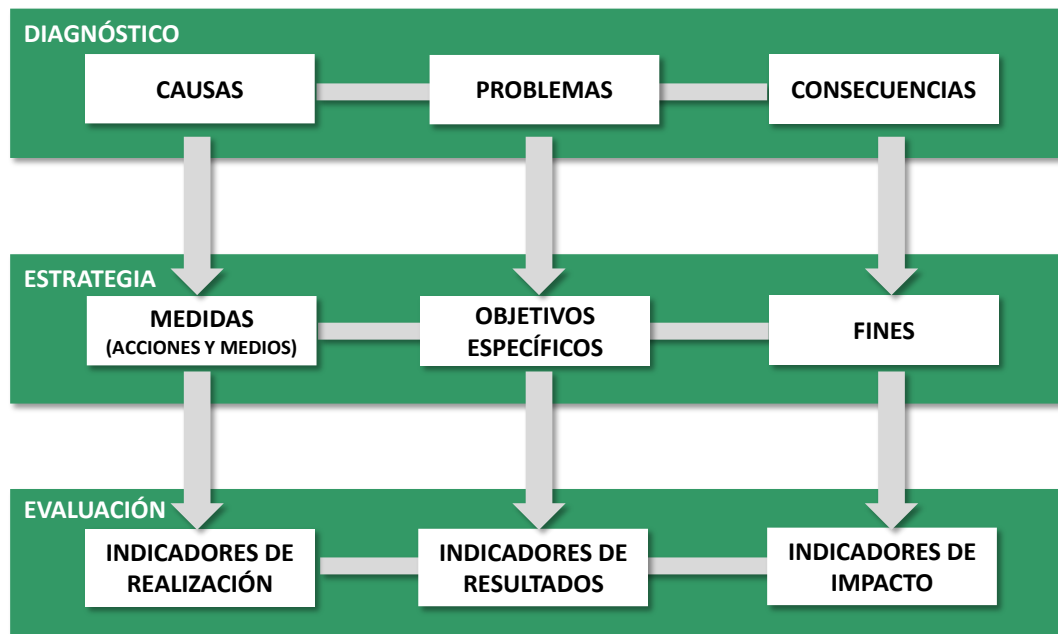 DIAGNÓSTICO
CAUSAS
PROBLEMAS
CONSECUENCIAS
ESTRATEGIA
MEDIDAS
(ACCIONES Y MEDIOS)
OBJETIVOS
ESPECÍFICOS
FINES
EVALUACIÓN
INDICADORES DE
REALIZACIÓN
INDICADORES DE
RESULTADOS
INDICADORES DE
IMPACTO